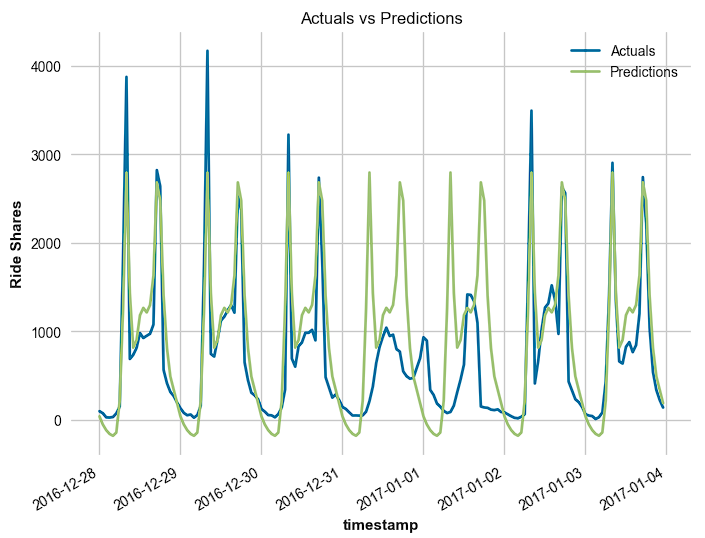 Actuals vs Predictions
Actuals
Predictions
4000
3000
2000
1000
0
Ride Shares
2016-12-28
2016-12-29
2016-12-30
2016-12-31
2017-01-01
2017-01-02
2017-01-03
2017-01-04
timestamp